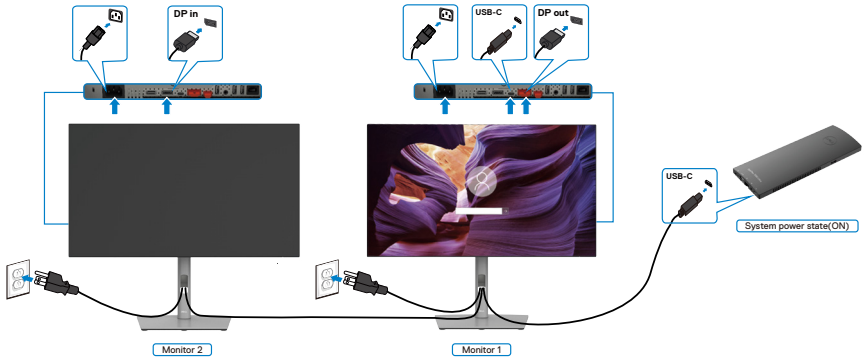 DP in
USB-C
DP out
USB-C
System power state(ON)
Monitor 2
Monitor 1